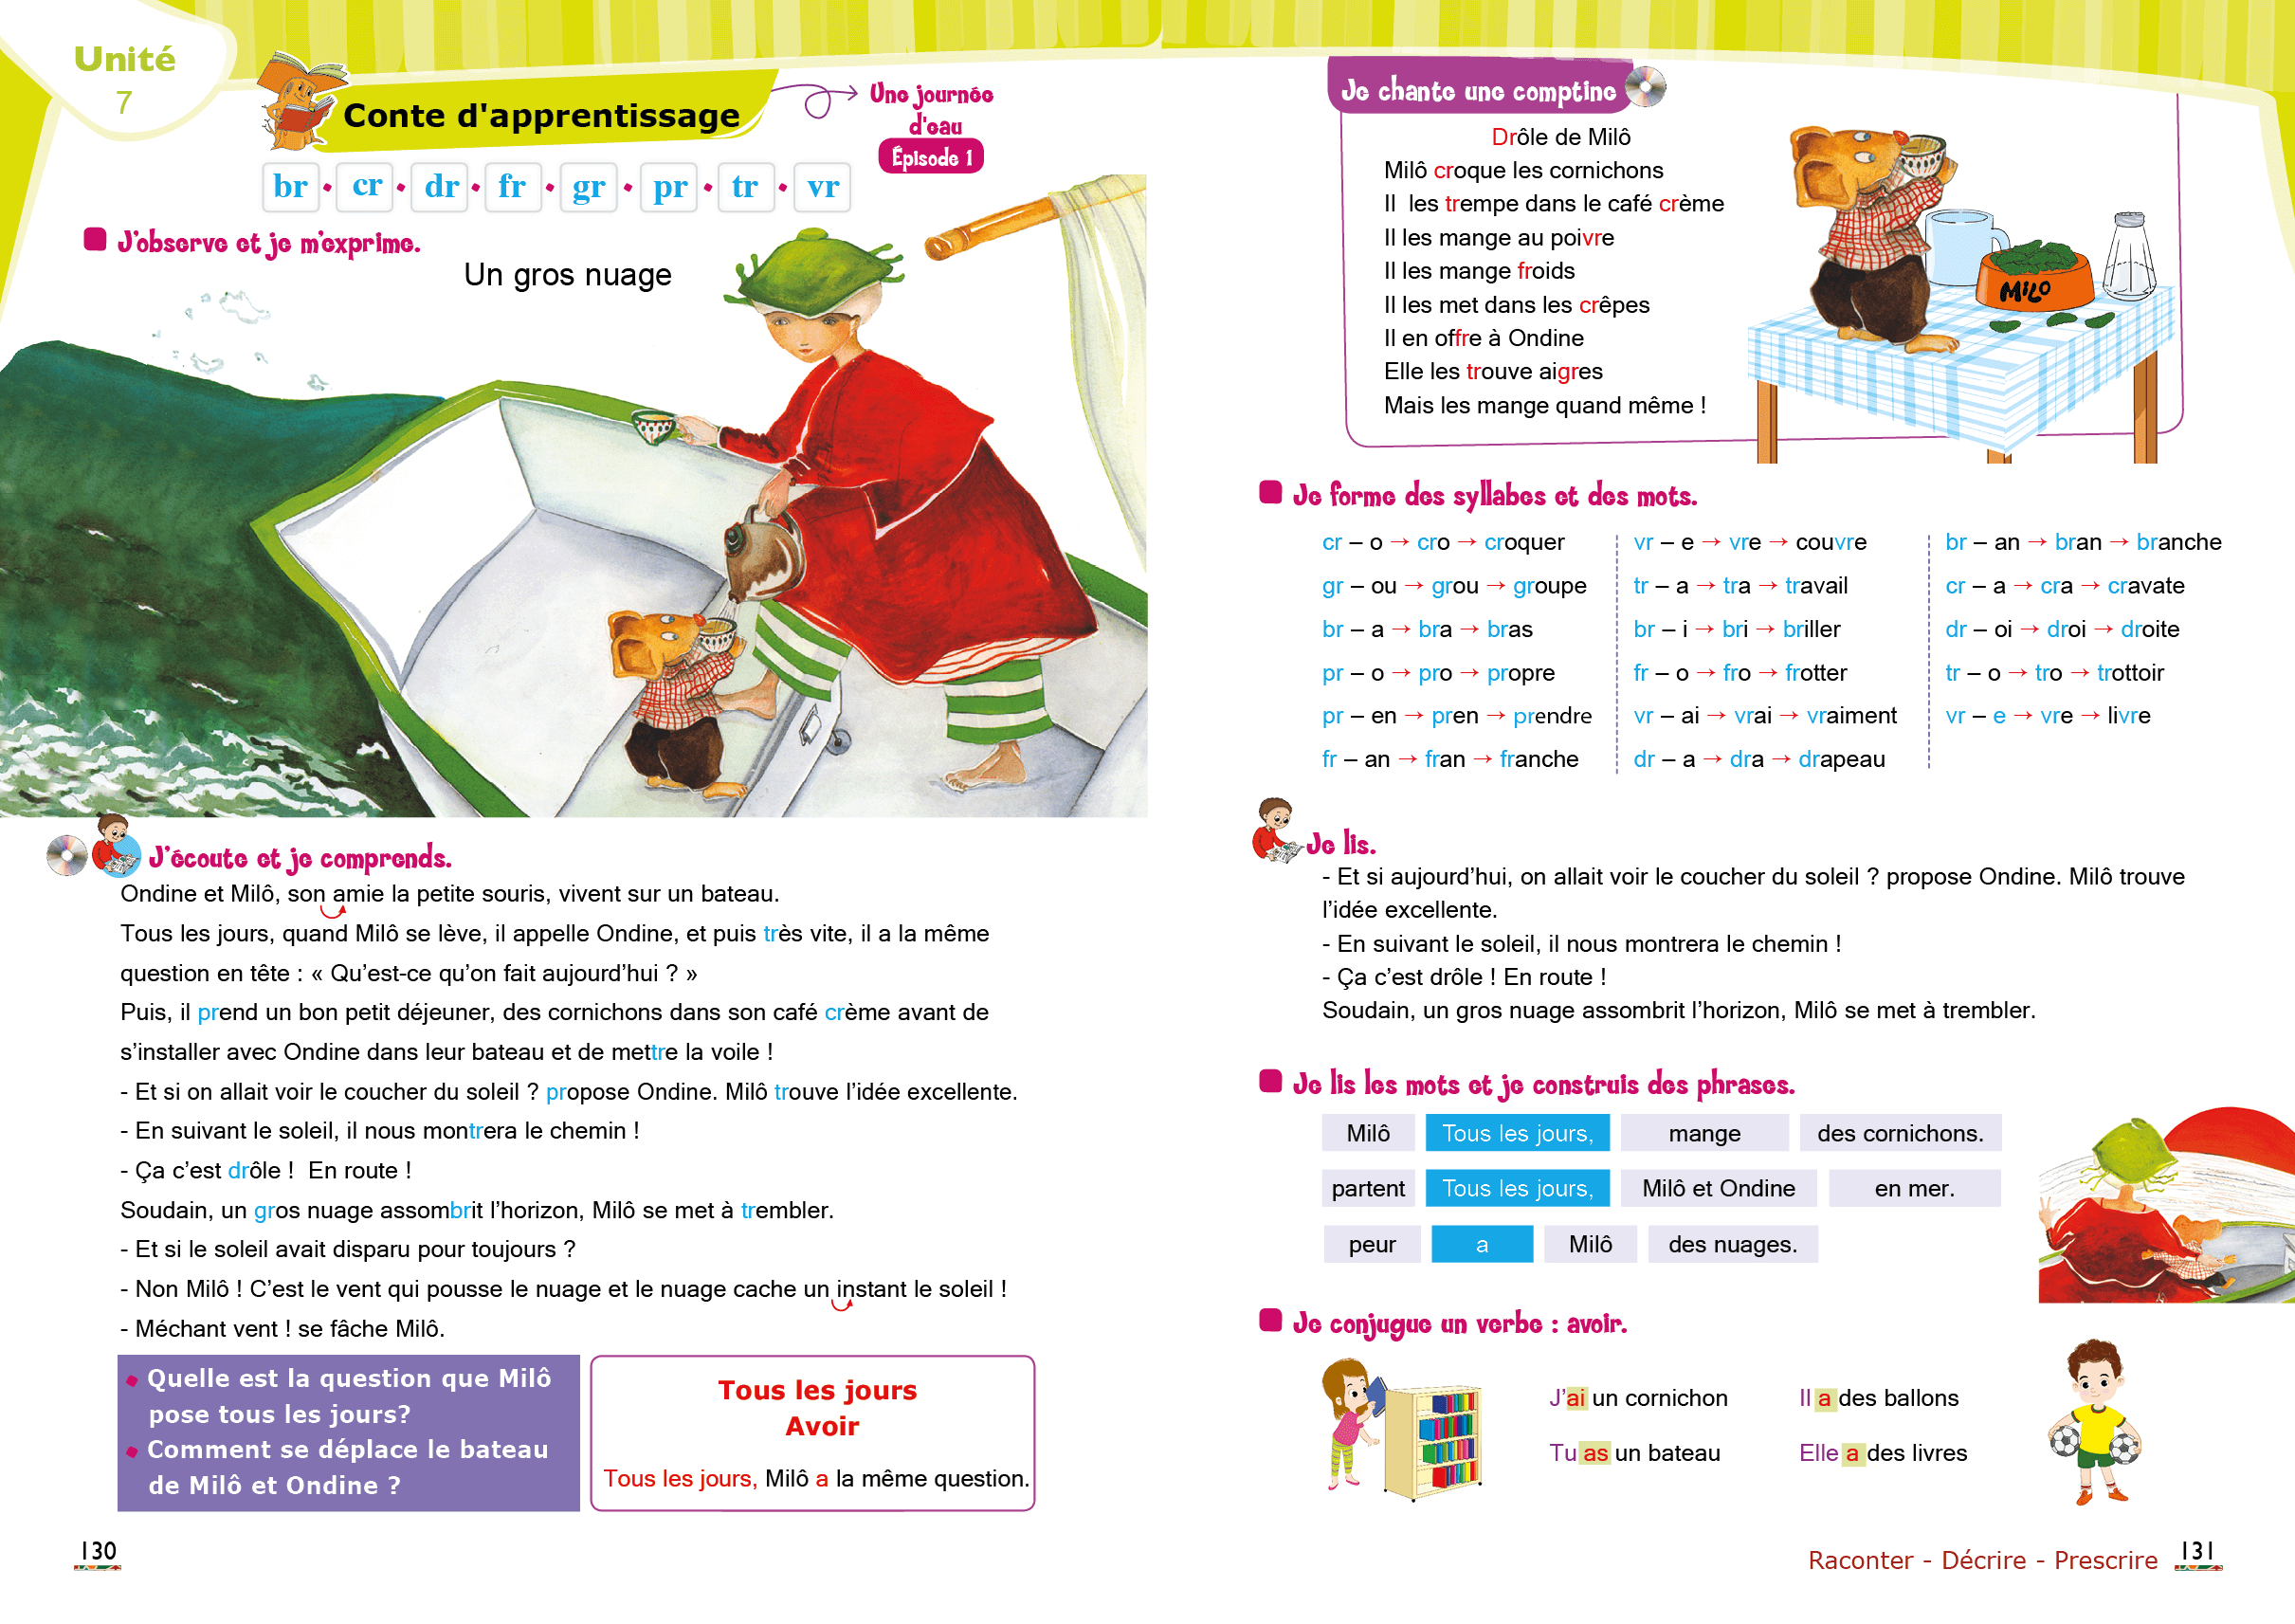 Unité
7
Conte d'apprentissage
Une journée
d'eau
Épisode 1
br • cr • dr • fr • gr • pr • tr • vr
J'observe et je m'exprime.
Un gros nuage
J'écoute et je comprends.
Ondine et Milô, son amie la petite souris, vivent sur un bateau.
Tous les jours, quand Milô se lève, il appelle Ondine, et puis très vite, il a la même
question en tête : « Qu'est-ce qu'on fait aujourd'hui ? »
Puis, il prend un bon petit déjeuner, des cornichons dans son café crème avant de
s'installer avec Ondine dans leur bateau et de mettre la voile !
- Et si on allait voir le coucher du soleil ? propose Ondine. Milô trouve l'idée excellente.
- En suivant le soleil, il nous montrera le chemin !
- Ça c'est drôle ! En route !
Soudain, un gros nuage assombrit l'horizon, Milô se met à trembler.
- Et si le soleil avait disparu pour toujours ?
- Non Milô ! C'est le vent qui pousse le nuage et le nuage cache un instant le soleil !
- Méchant vent ! se fâche Milô.
• Quelle est la question que Milô
pose tous les jours?
• Comment se déplace le bateau
de Milô et Ondine ?
Tous les jours
Avoir
Tous les jours, Milô a la même question.
130
Je chante une comptine
Drôle de Milô
Milô croque les cornichons
Il les trempe dans le café crème
Il les mange au poivre
Il les mange froids
Il les met dans les crêpes
Il en offre à Ondine
Elle les trouve aigres
Mais les mange quand même !
MiLO
Je forme des syllabes et des mots.
cr – o → cro → croquer
gr – ou → grou → groupe
br – a → bra → bras
pr – o → pro → propre
pr – en → pren → prendre
fr – an → fran → franche
vr – e → vre → couvre
tr – a → tra → travail
br – i → bri → briller
fr – o → fro → frotter
vr – ai → vrai → vraiment
dr – a → dra → drapeau
br – an → bran → branche
cr – a → cra → cravate
dr – oi → droi → droite
tr – o → tro → trottoir
vr – e → vre → livre
Je lis.
- Et si aujourd'hui, on allait voir le coucher du soleil ? propose Ondine. Milô trouve
l'idée excellente.
- En suivant le soleil, il nous montrera le chemin !
- Ça c'est drôle ! En route !
Soudain, un gros nuage assombrit l'horizon, Milô se met à trembler.
Je lis les mots et je construis des phrases.
Milô Tous les jours, mange des cornichons.
partent Tous les jours, Milô et Ondine en mer.
peur a Milô des nuages.
Je conjugue un verbe : avoir.
J'ai un cornichon Il a des ballons
Tu as un bateau Elle a des livres
Raconter - Décrire - Prescrire
131